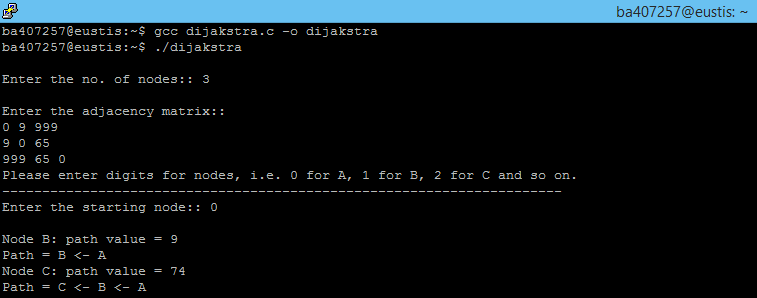 ba407257@eustis: ~
ba407257@eustis:~$ gcc dijakstra.c -o dijakstra
ba407257@eustis:~$ ./dijakstra
Enter the no. of nodes:: 3
Enter the adjacency matrix::
0 9 999
9 0 65
999 65 0
Please enter digits for nodes, i.e. 0 for A, 1 for B, 2 for C and so on.
----------------------------------------------------------------------
Enter the starting node:: 0
Node B: path value = 9
Path = B <- A
Node C: path value = 74
Path = C <- B <- A